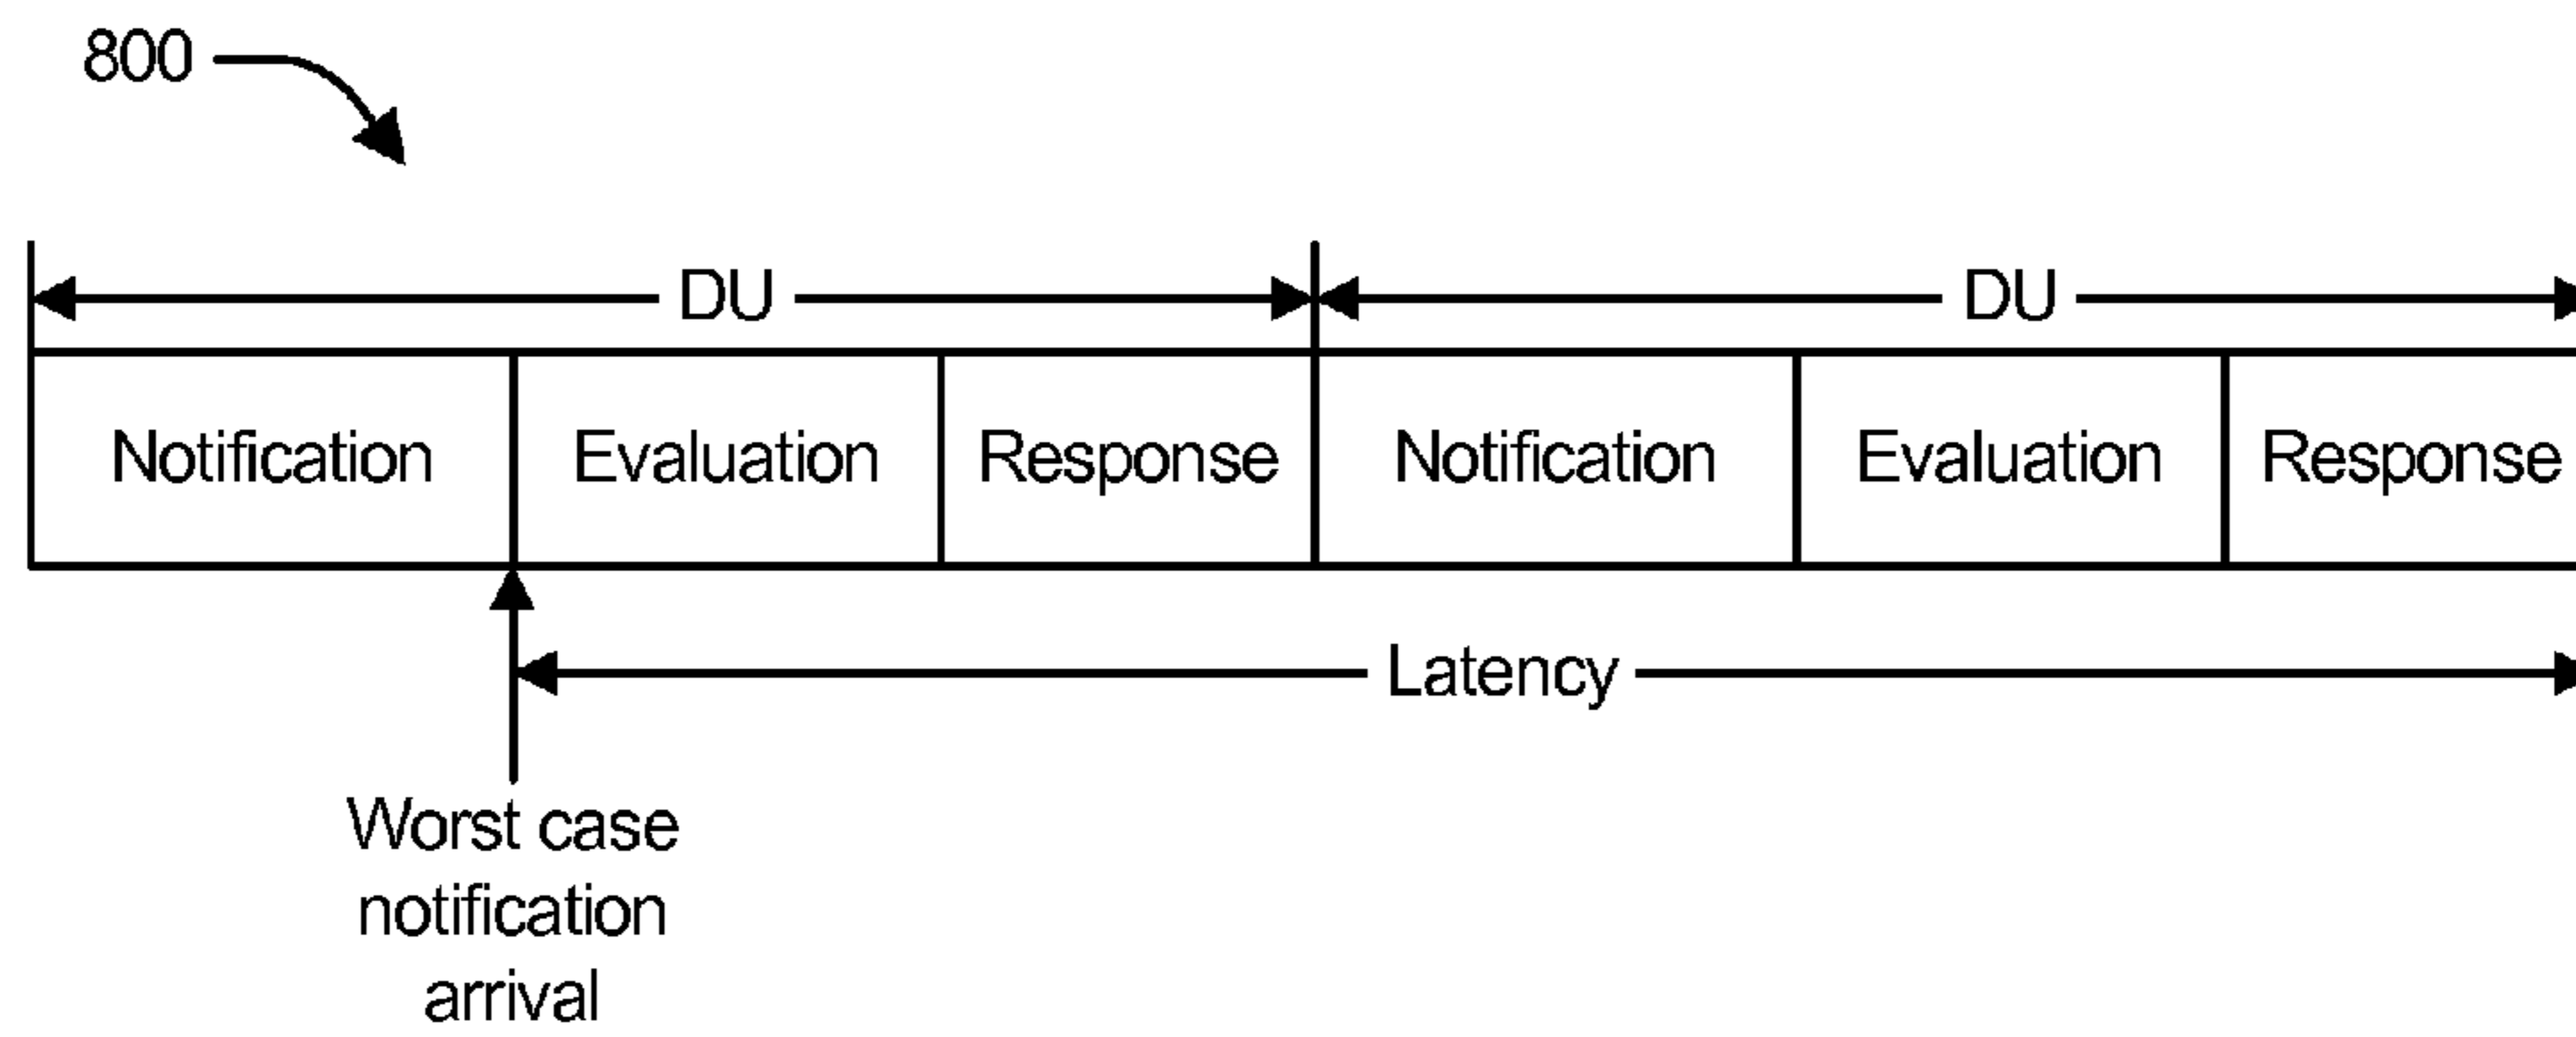 800
DU DU
Notification Evaluation Response Notification Evaluation Response
Latency
Worst case
notification
arrival